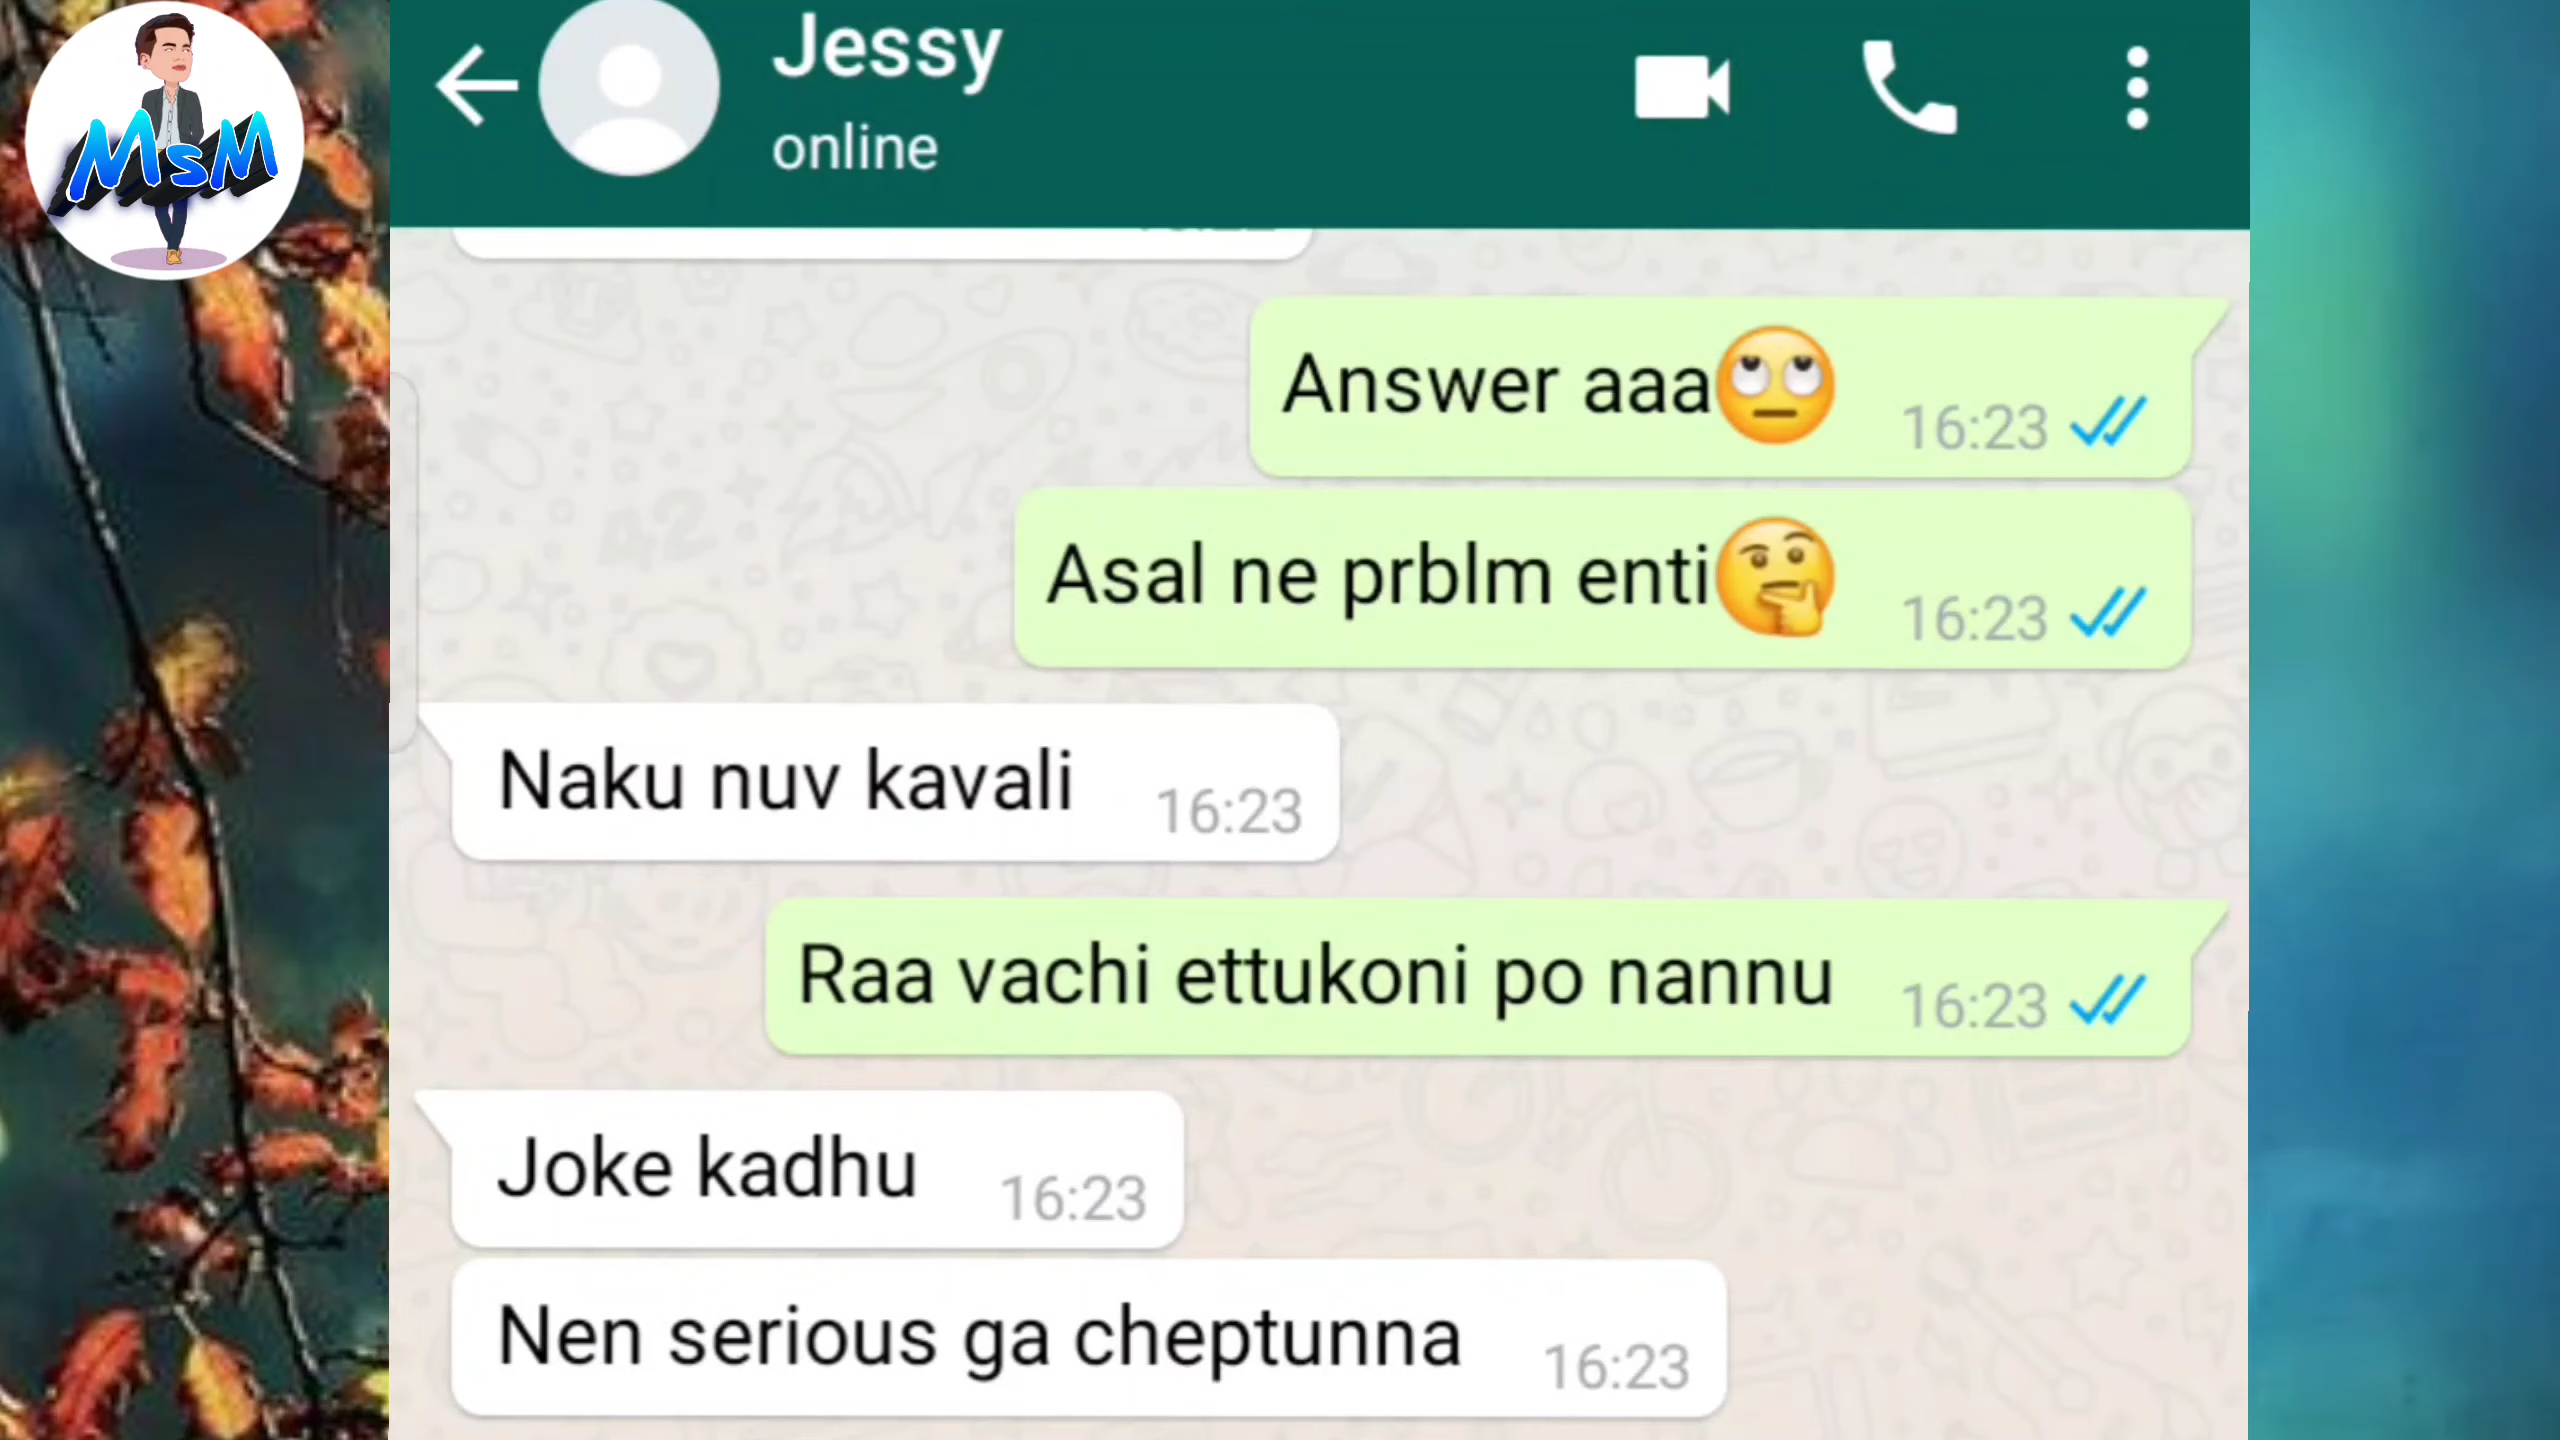 MsM
Jessy
online
Answer aaa🙄 16:23
Asal ne prblm enti🤔 16:23
Naku nuv kavali 16:23
Raa vachi ettukoni po nannu 16:23
Joke kadhu 16:23
Nen serious ga cheptunna 16:23